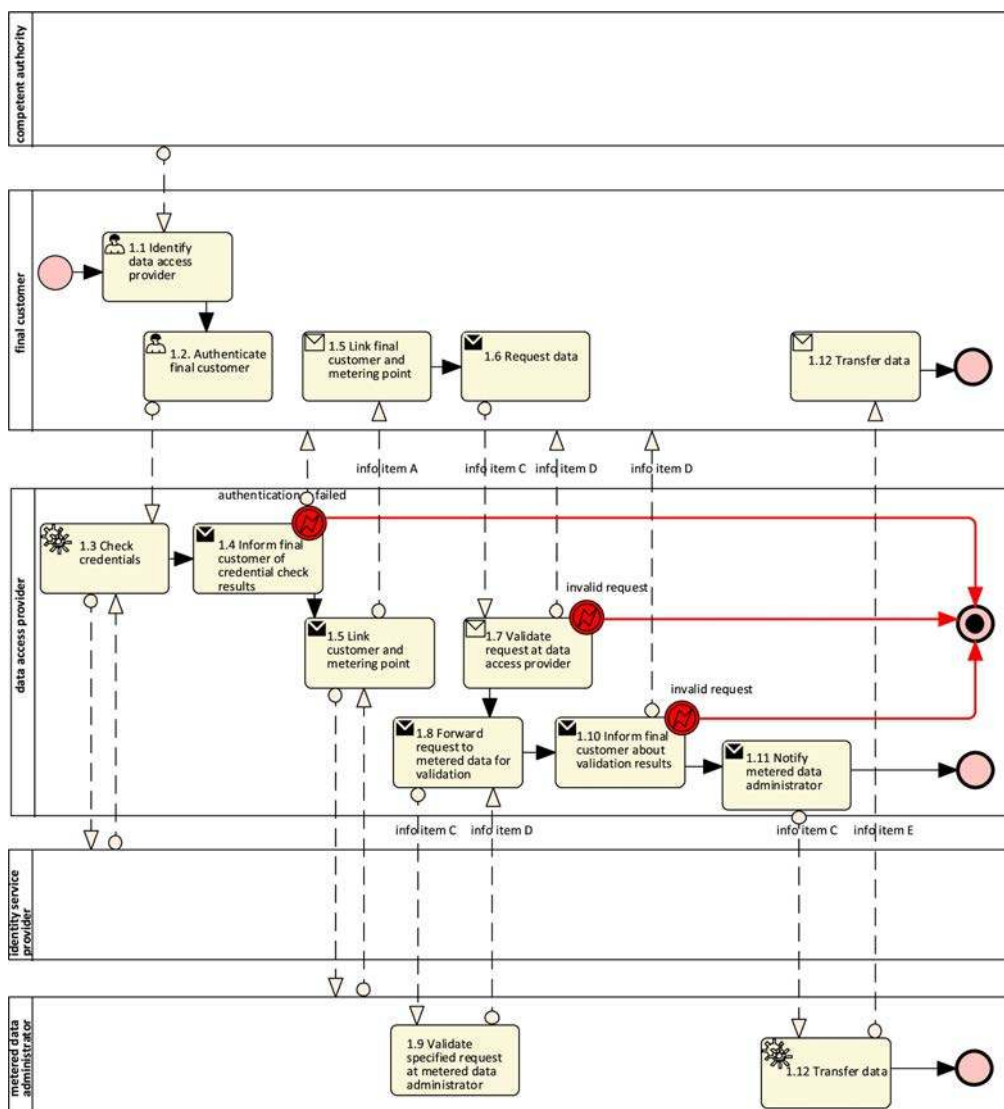 competent authority
final customer
1.1 Identify
data access
provider
1.2. Authenticate
final customer
1.5 Link final
customer and
metering point
1.6 Request data
1.12 Transfer data
info item A
info item C
info item D
info item D
data access provider
authentication failed
1.3 Check
credentials
1.4 Inform final
customer of
credential check
results
1.5 Link
customer and
metering point
invalid request
1.7 Validate
request at data
access provider
invalid request
1.8 Forward
request to
metered data for
validation
1.10 Inform final
customer about
validation results
1.11 Notify
metered data
administrator
info item C
info item D
info item C
info item E
identity service
provider
metered data
administrator
1.9 Validate
specified request
at metered data
administrator
1.12 Transfer data